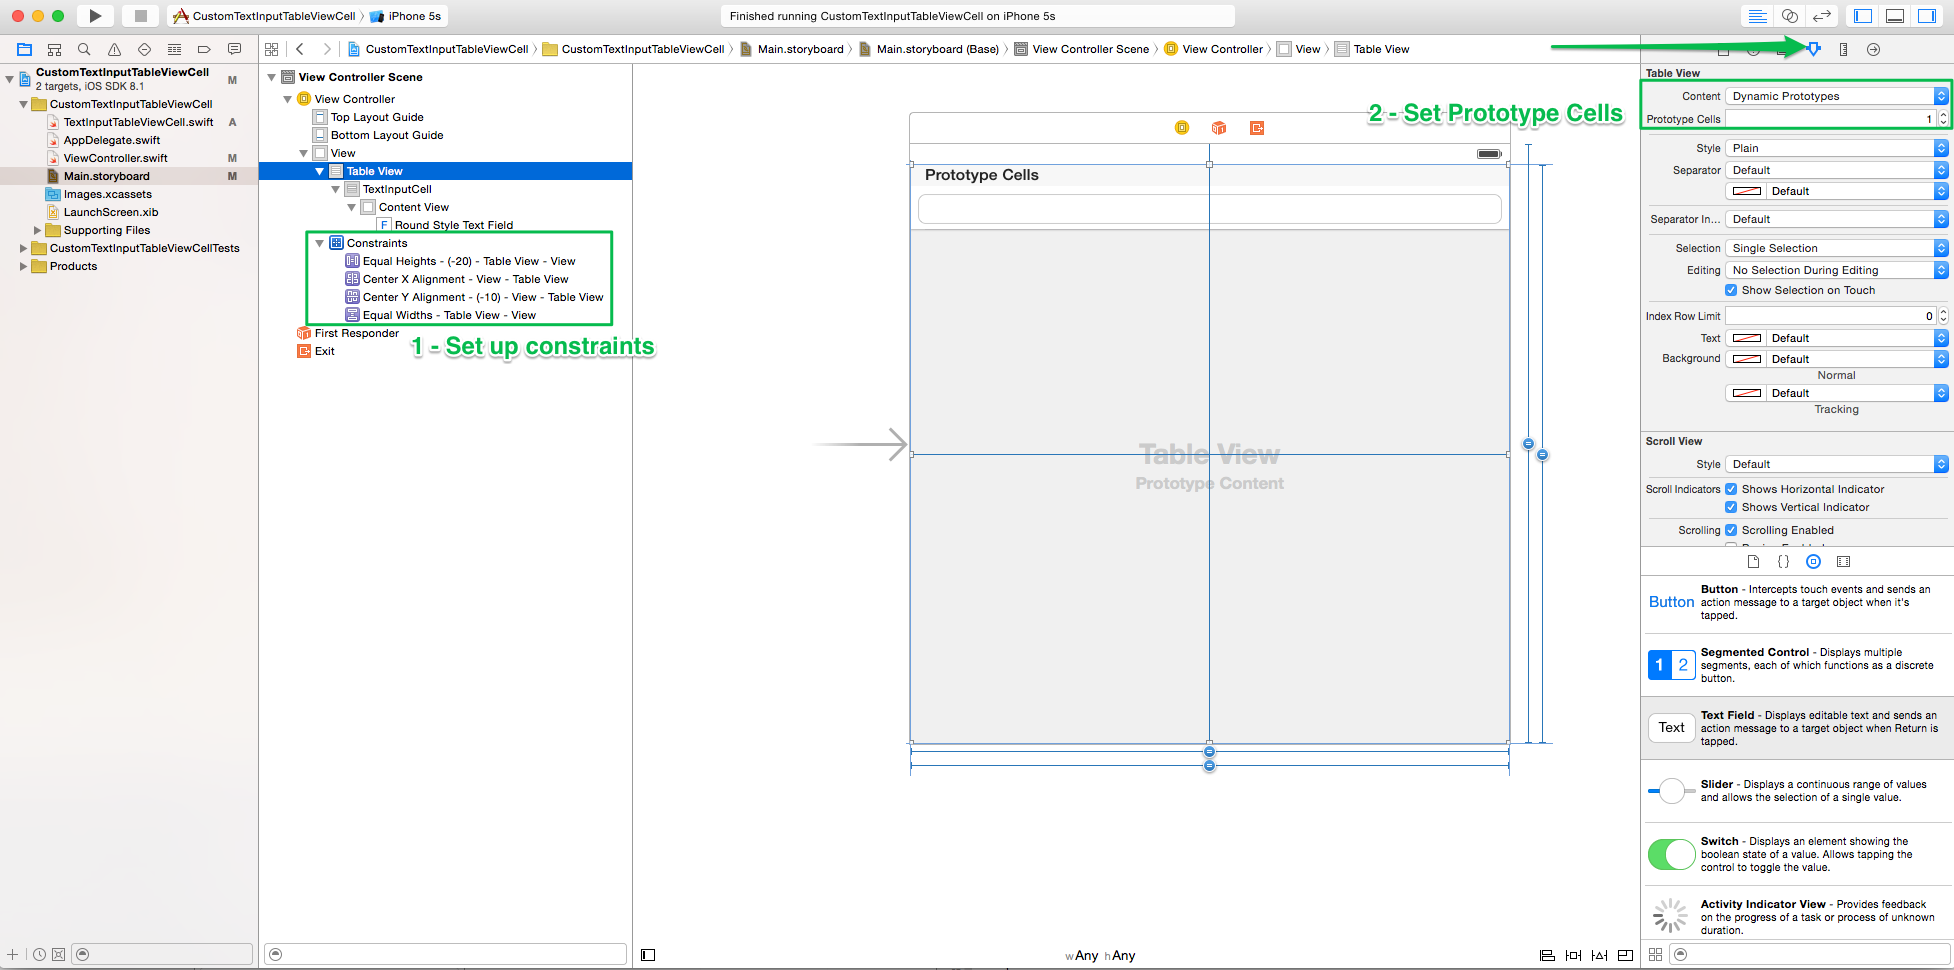 CustomTextInputTableViewCell
iPhone 5s
Finished running CustomTextInputTableViewCell on iPhone 5s
CustomTextInputTableViewCell
CustomTextInputTableViewCell
Main.storyboard
Main.storyboard (Base)
View Controller Scene
View Controller
View
Table View
CustomTextInputTableViewCell M
2 targets, iOS SDK 8.1
CustomTextInputTableViewCell
TextInputTableViewCell.swift A
AppDelegate.swift
ViewController.swift M
Main.storyboard M
Images.xcassets
LaunchScreen.xib
Supporting Files
CustomTextInputTableViewCellTests
Products
View Controller Scene
View Controller
Top Layout Guide
Bottom Layout Guide
View
Table View
TextInputCell
Content View
F Round Style Text Field
Constraints
Equal Heights - (-20) - Table View - View
Center X Alignment - View - Table View
Center Y Alignment - (-10) - View - Table View
Equal Widths - Table View - View
First Responder
Exit
1 - Set up constraints
2 - Set Prototype Cells
Prototype Cells
Table View
Prototype Content
wAny hAny
Table View
Content Dynamic Prototypes
Prototype Cells 1
Style Plain
Separator Default
Default
Separator In... Default
Selection Single Selection
Editing No Selection During Editing
Show Selection on Touch
Index Row Limit 0
Text Default
Background Default
Normal
Default
Tracking
Scroll View
Style Default
Scroll Indicators Shows Horizontal Indicator
Shows Vertical Indicator
Scrolling Scrolling Enabled
Button
Button - Intercepts touch events and sends an
action message to a target object when it's
tapped.
1 2
Segmented Control - Displays multiple
segments, each of which functions as a discrete
button.
Text
Text Field - Displays editable text and sends an
action message to a target object when Return is
tapped.
Slider - Displays a continuous range of values
and allows the selection of a single value.
Switch - Displays an element showing the
boolean state of a value. Allows tapping the
control to toggle the value.
Activity Indicator View - Provides feedback
on the progress of a task or process of unknown
duration.